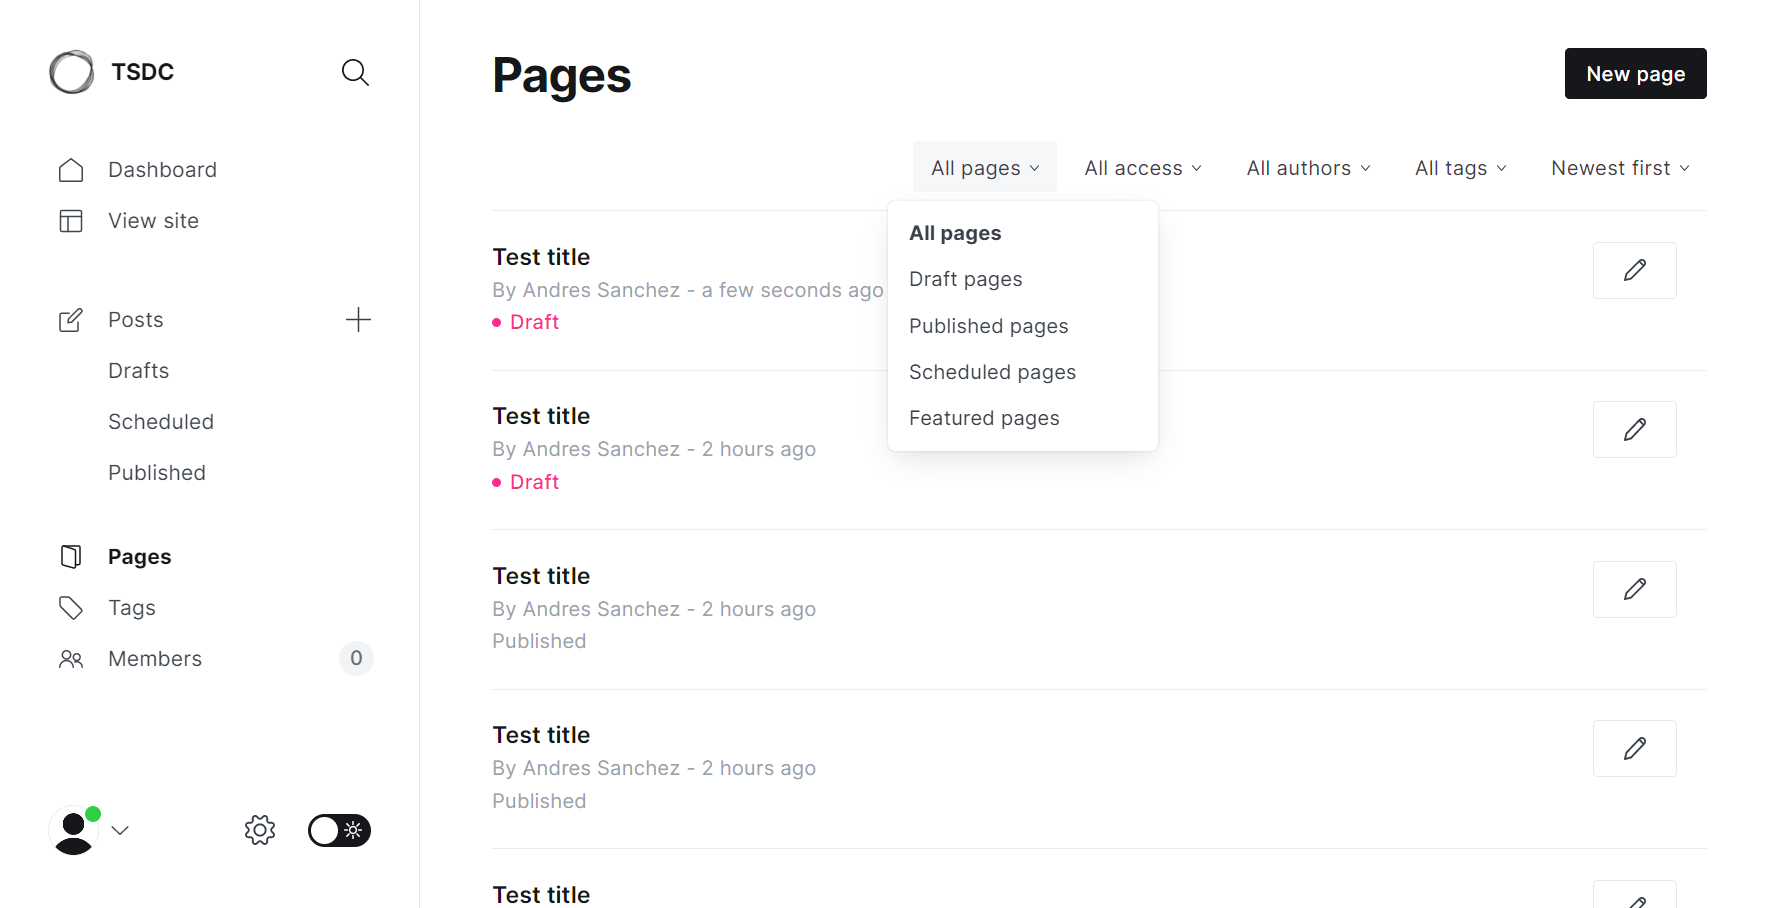 TSDC
Dashboard
View site
Posts
Drafts
Scheduled
Published
Pages
Tags
Members
0
Pages
New page
All pages
All access
All authors
All tags
Newest first
All pages
Draft pages
Published pages
Scheduled pages
Featured pages
Test title
By Andres Sanchez - a few seconds ago
Draft
Test title
By Andres Sanchez - 2 hours ago
Draft
Test title
By Andres Sanchez - 2 hours ago
Published
Test title
By Andres Sanchez - 2 hours ago
Published
Test title